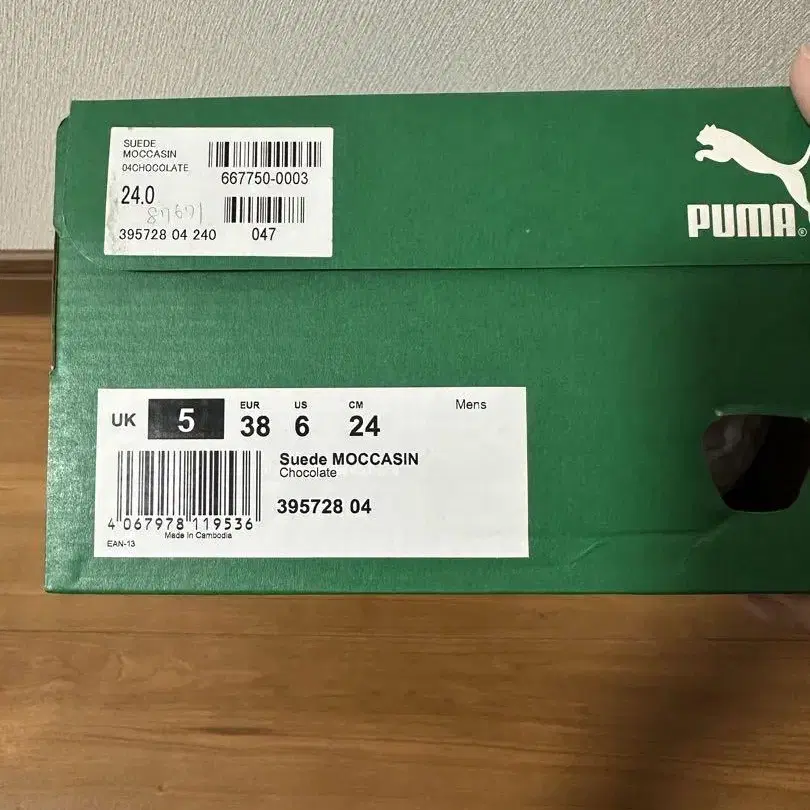 SUEDE
MOCCASIN
04CHOCOLATE
667750-0003
24.0
395728 04 240 047
PUMA®
UK 5 EUR 38 US 6 CM 24 Mens
Suede MOCCASIN
Chocolate
395728 04
4 067978 119536
Made in Cambodia
EAN-13